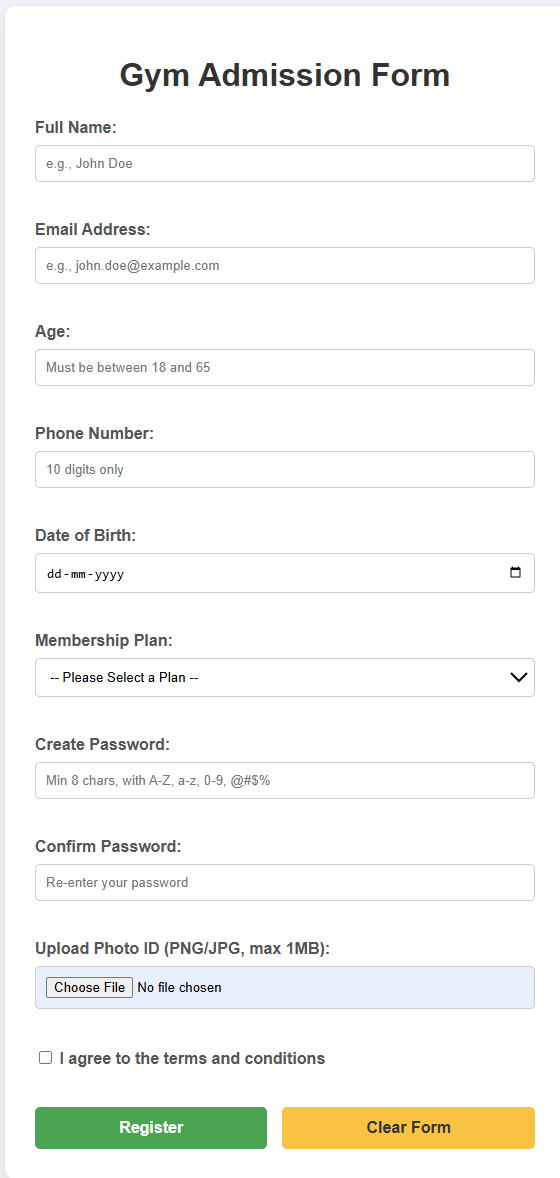 Gym Admission Form
Full Name:
e.g., John Doe
Email Address:
e.g., john.doe@example.com
Age:
Must be between 18 and 65
Phone Number:
10 digits only
Date of Birth:
dd-mm-yyyy
Membership Plan:
-- Please Select a Plan --
Create Password:
Min 8 chars, with A-Z, a-z, 0-9, @#$%
Confirm Password:
Re-enter your password
Upload Photo ID (PNG/JPG, max 1MB):
Choose File No file chosen
I agree to the terms and conditions
Register Clear Form